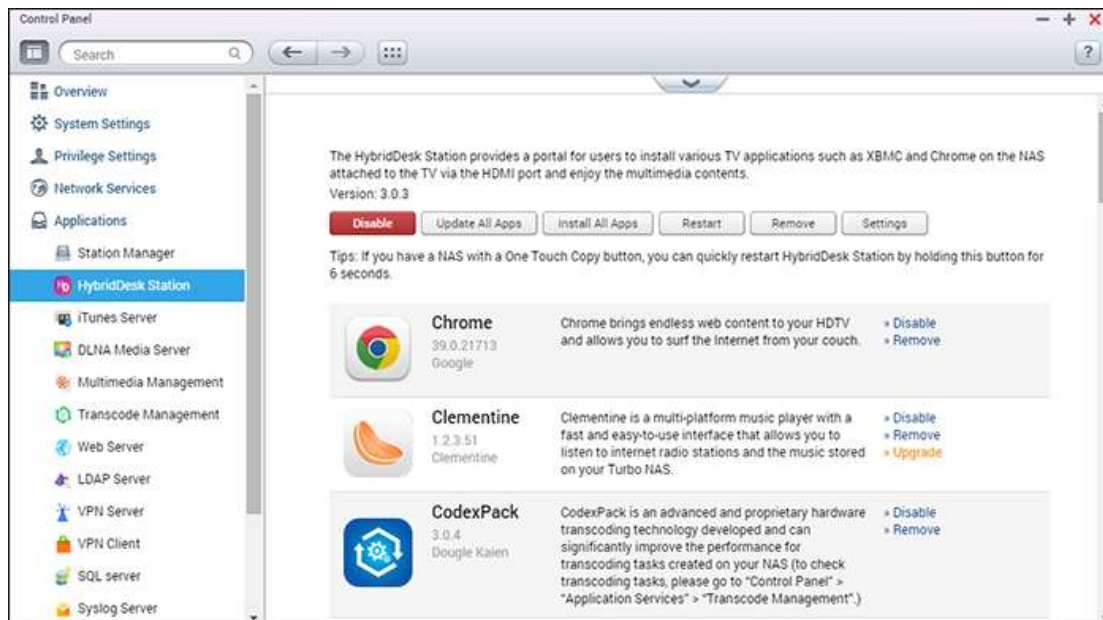 Control Panel
Search
?
Overview
System Settings
Privilege Settings
Network Services
Applications
Station Manager
HybridDesk Station
iTunes Server
DLNA Media Server
Multimedia Management
Transcode Management
Web Server
LDAP Server
VPN Server
VPN Client
SQL server
Syslog Server
The HybridDesk Station provides a portal for users to install various TV applications such as XBMC and Chrome on the NAS
attached to the TV via the HDMI port and enjoy the multimedia contents.
Version: 3.0.3
Disable
Update All Apps
Install All Apps
Restart
Remove
Settings
Tips: If you have a NAS with a One Touch Copy button, you can quickly restart HybridDesk Station by holding this button for
6 seconds.
Chrome
39.0.21713
Google
Chrome brings endless web content to your HDTV
and allows you to surf the Internet from your couch.
» Disable
» Remove
Clementine
1.2.3.51
Clementine
Clementine is a multi-platform music player with a
fast and easy-to-use interface that allows you to
listen to internet radio stations and the music stored
on your Turbo NAS.
» Disable
» Remove
» Upgrade
CodexPack
3.0.4
Dougle Kaien
CodexPack is an advanced and proprietary hardware
transcoding technology developed and can
significantly improve the performance for
transcoding tasks created on your NAS (to check
transcoding tasks, please go to “Control Panel” >
“Application Services” > “Transcode Management”.)
» Disable
» Remove